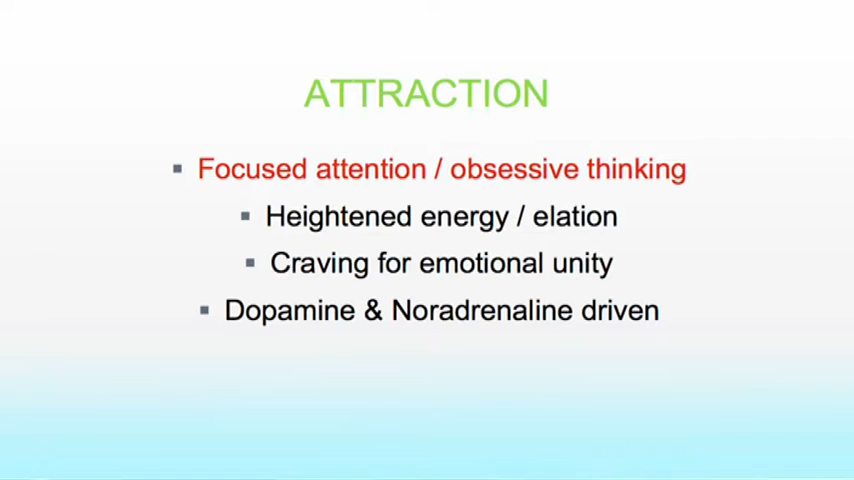 ATTRACTION
▪ Focused attention / obsessive thinking
▪ Heightened energy / elation
▪ Craving for emotional unity
▪ Dopamine & Noradrenaline driven